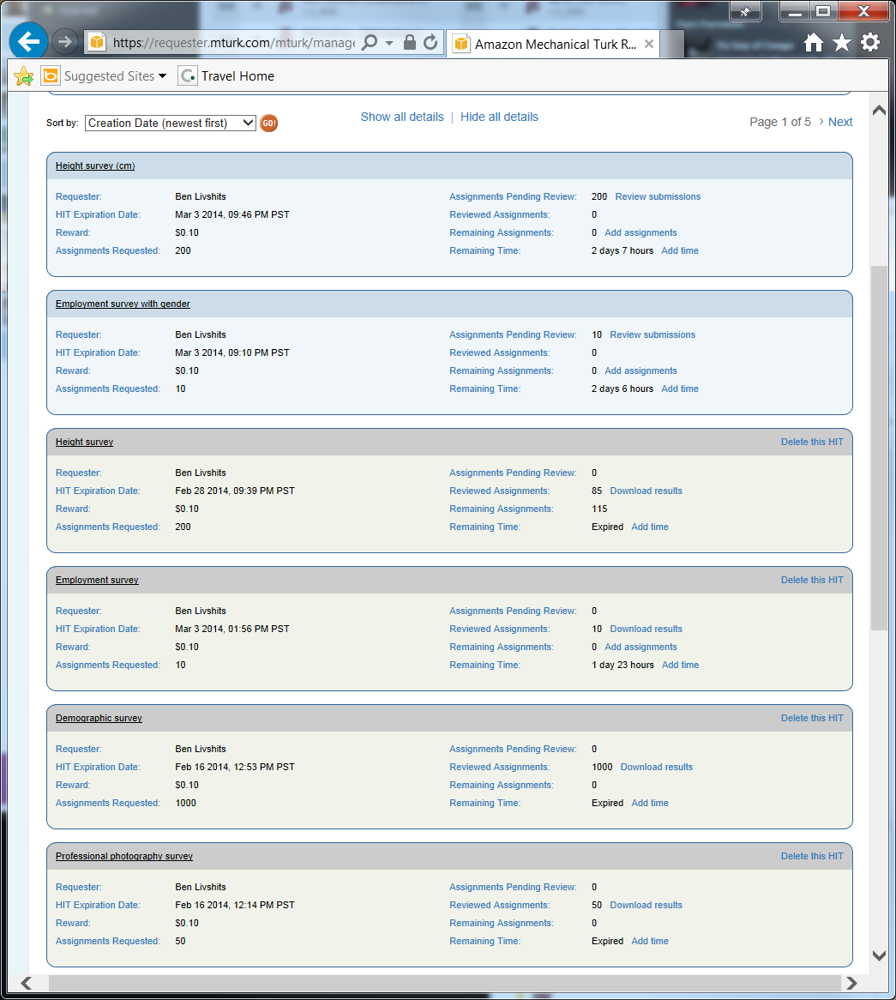 https://requester.mturk.com/mturk/manage
Amazon Mechanical Turk R...
Suggested Sites
Travel Home
Sort by: Creation Date (newest first) GO!
Show all details | Hide all details
Page 1 of 5 › Next
Height survey (cm)
Requester: Ben Livshits Assignments Pending Review: 200 Review submissions
HIT Expiration Date: Mar 3 2014, 09:46 PM PST Reviewed Assignments: 0
Reward: $0.10 Remaining Assignments: 0 Add assignments
Assignments Requested: 200 Remaining Time: 2 days 7 hours Add time
Employment survey with gender
Requester: Ben Livshits Assignments Pending Review: 10 Review submissions
HIT Expiration Date: Mar 3 2014, 09:10 PM PST Reviewed Assignments: 0
Reward: $0.10 Remaining Assignments: 0 Add assignments
Assignments Requested: 10 Remaining Time: 2 days 6 hours Add time
Height survey Delete this HIT
Requester: Ben Livshits Assignments Pending Review: 0
HIT Expiration Date: Feb 28 2014, 09:39 PM PST Reviewed Assignments: 85 Download results
Reward: $0.10 Remaining Assignments: 115
Assignments Requested: 200 Remaining Time: Expired Add time
Employment survey Delete this HIT
Requester: Ben Livshits Assignments Pending Review: 0
HIT Expiration Date: Mar 3 2014, 01:56 PM PST Reviewed Assignments: 10 Download results
Reward: $0.10 Remaining Assignments: 0 Add assignments
Assignments Requested: 10 Remaining Time: 1 day 23 hours Add time
Demographic survey Delete this HIT
Requester: Ben Livshits Assignments Pending Review: 0
HIT Expiration Date: Feb 16 2014, 12:53 PM PST Reviewed Assignments: 1000 Download results
Reward: $0.10 Remaining Assignments: 0
Assignments Requested: 1000 Remaining Time: Expired Add time
Professional photography survey Delete this HIT
Requester: Ben Livshits Assignments Pending Review: 0
HIT Expiration Date: Feb 16 2014, 12:14 PM PST Reviewed Assignments: 50 Download results
Reward: $0.10 Remaining Assignments: 0
Assignments Requested: 50 Remaining Time: Expired Add time